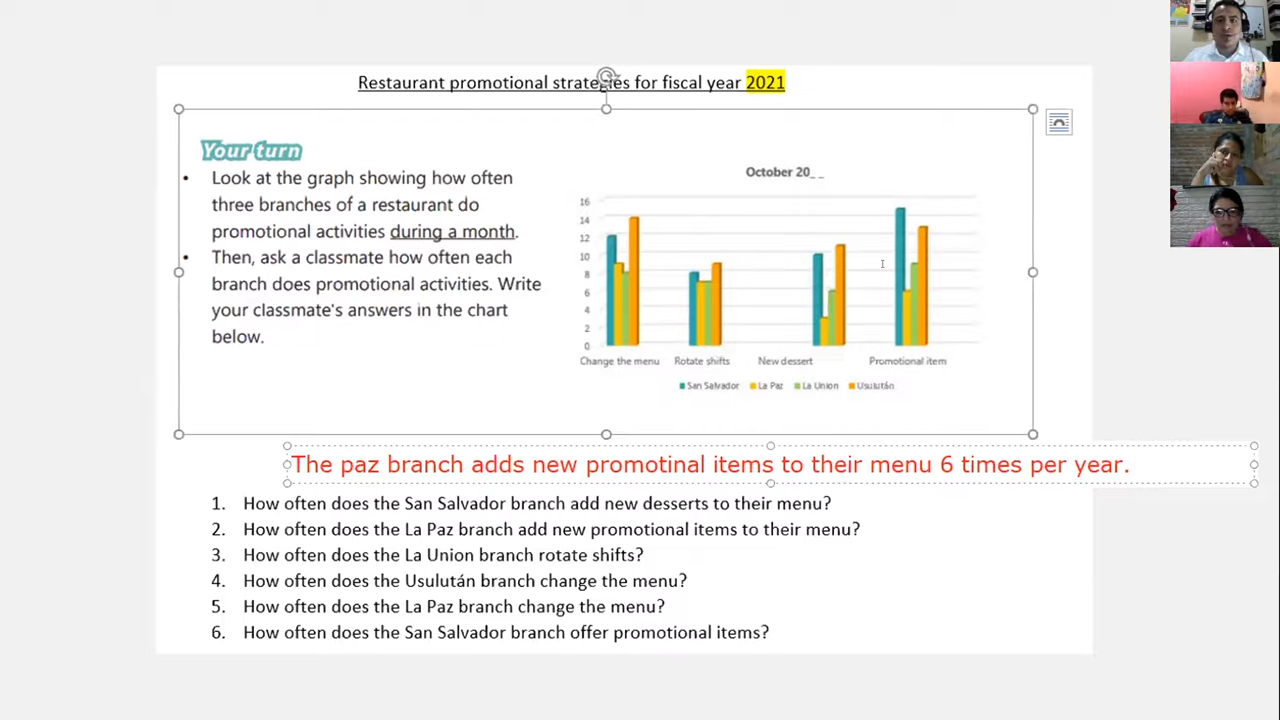 Restaurant promotional strategies for fiscal year 2021
Your turn
• Look at the graph showing how often
three branches of a restaurant do
promotional activities during a month.
• Then, ask a classmate how often each
branch does promotional activities. Write
your classmate's answers in the chart
below.
October 20_ _
16
14
12
10
8
6
4
2
0
Change the menu Rotate shifts New dessert Promotional item
San Salvador La Paz La Union Usulután
The paz branch adds new promotinal items to their menu 6 times per year.
1. How often does the San Salvador branch add new desserts to their menu?
2. How often does the La Paz branch add new promotional items to their menu?
3. How often does the La Union branch rotate shifts?
4. How often does the Usulután branch change the menu?
5. How often does the La Paz branch change the menu?
6. How often does the San Salvador branch offer promotional items?